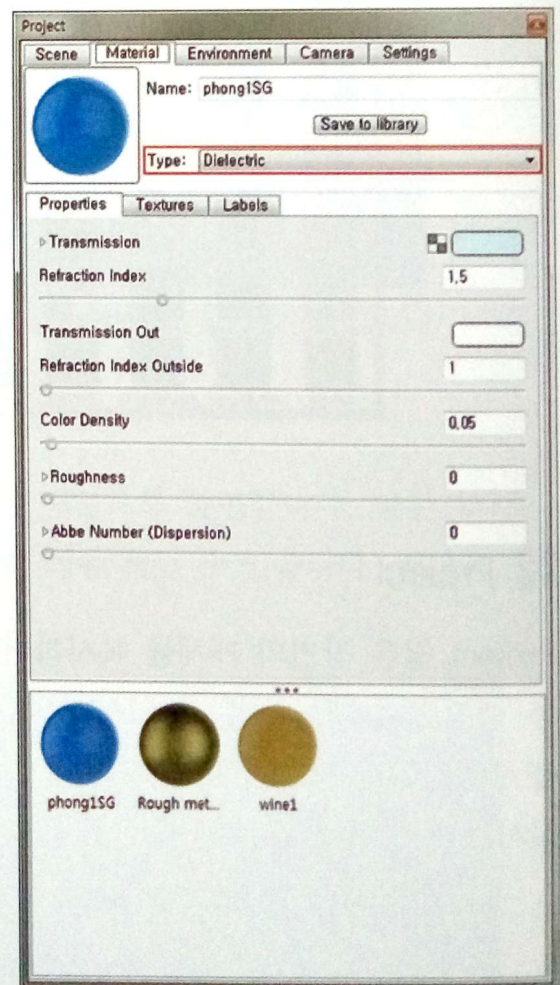 Project
Scene Material Environment Camera Settings
Name: phong1SG
Save to library
Type: Dielectric
Properties Textures Labels
Transmission
Refraction Index 1,5
Transmission Out
Refraction Index Outside 1
Color Density 0,05
Roughness 0
Abbe Number (Dispersion) 0
phong1SG Rough met... wine1